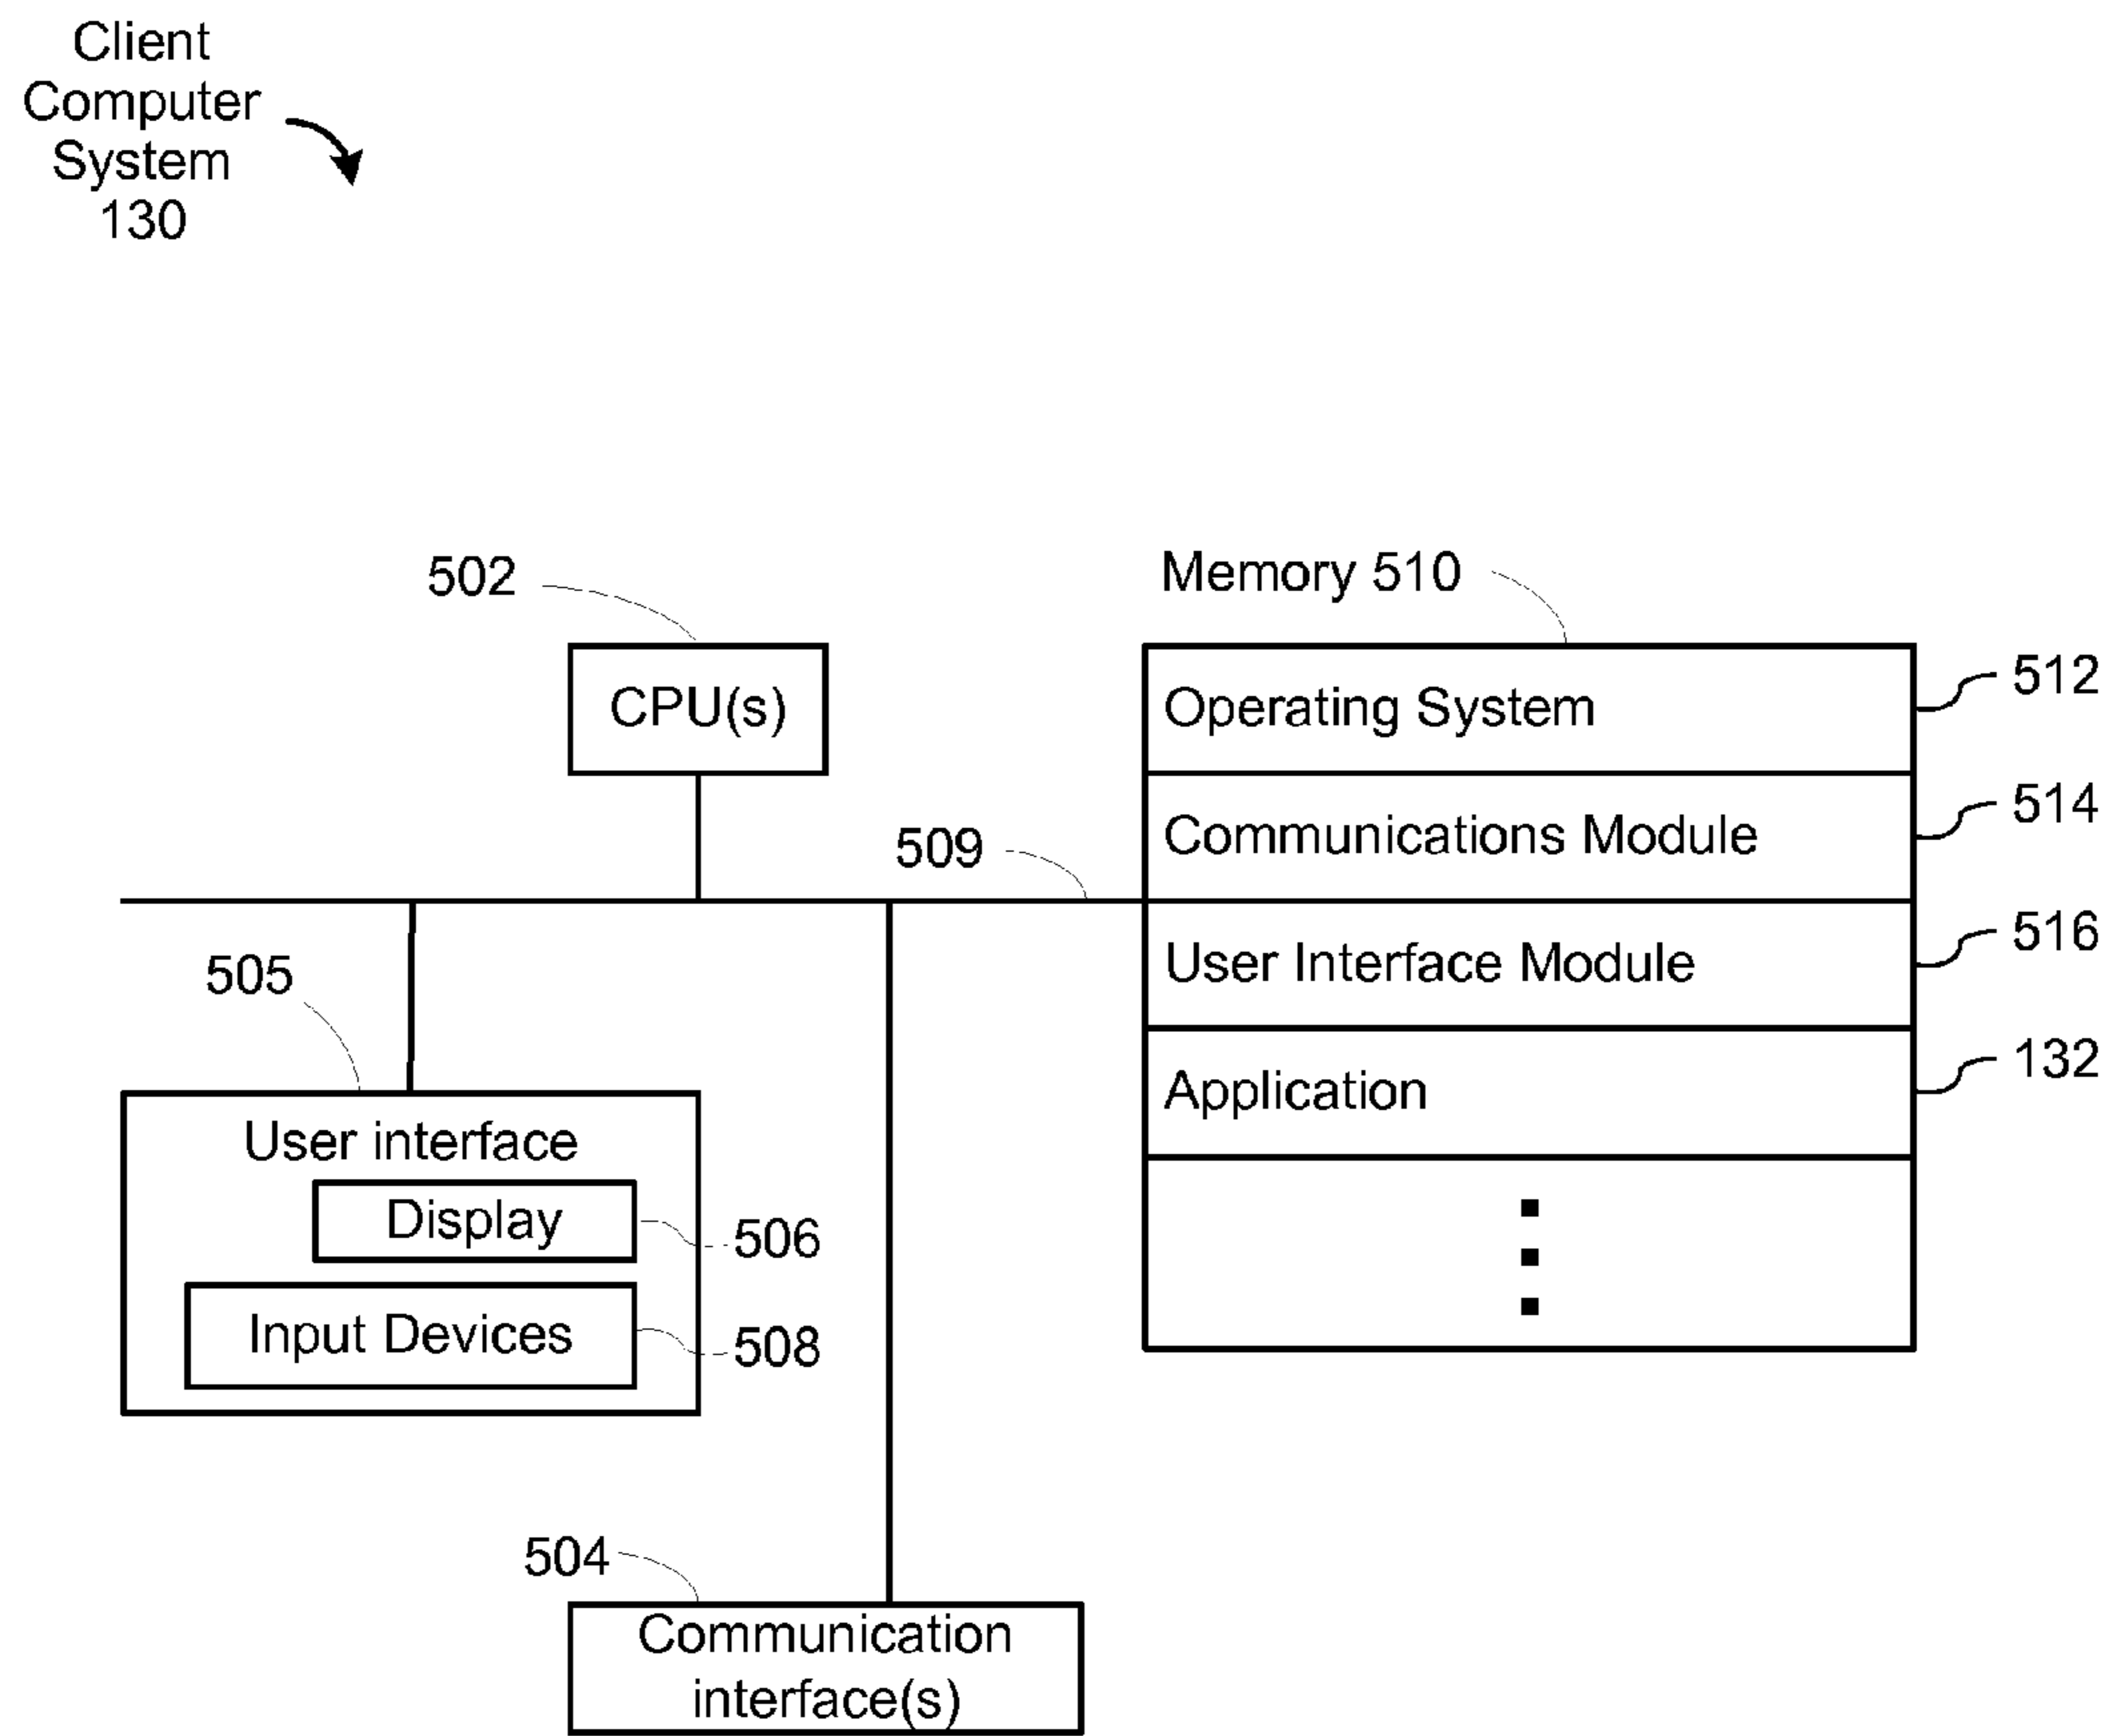 Client
Computer
System
130
502
Memory 510
CPU(s)
Operating System
512
Communications Module
514
509
User Interface Module
516
505
Application
132
User interface
Display
506
Input Devices
508
504
Communication
interface(s)